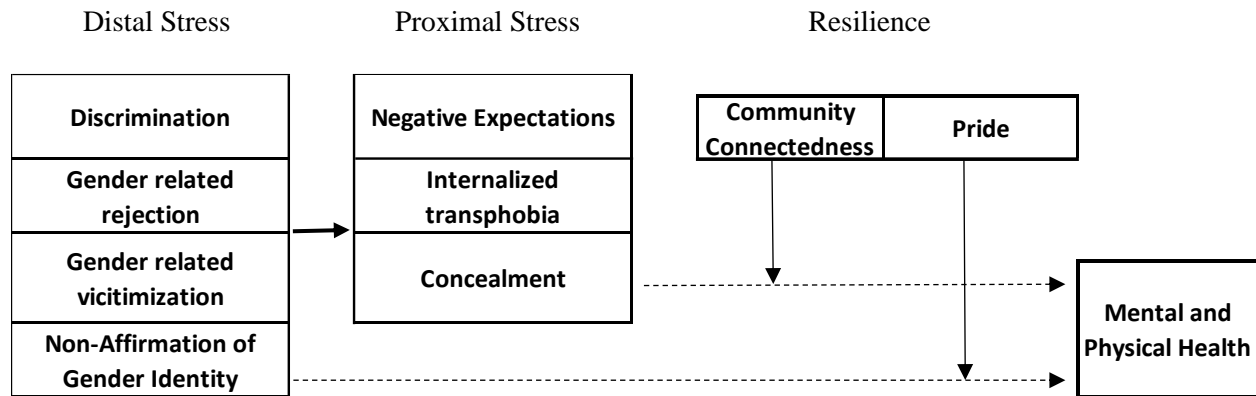 Distal Stress
Proximal Stress
Resilience
Discrimination
Gender related
rejection
Gender related
vicitimization
Non-Affirmation of
Gender Identity
Negative Expectations
Internalized
transphobia
Concealment
Community
Connectedness
Pride
Mental and
Physical Health